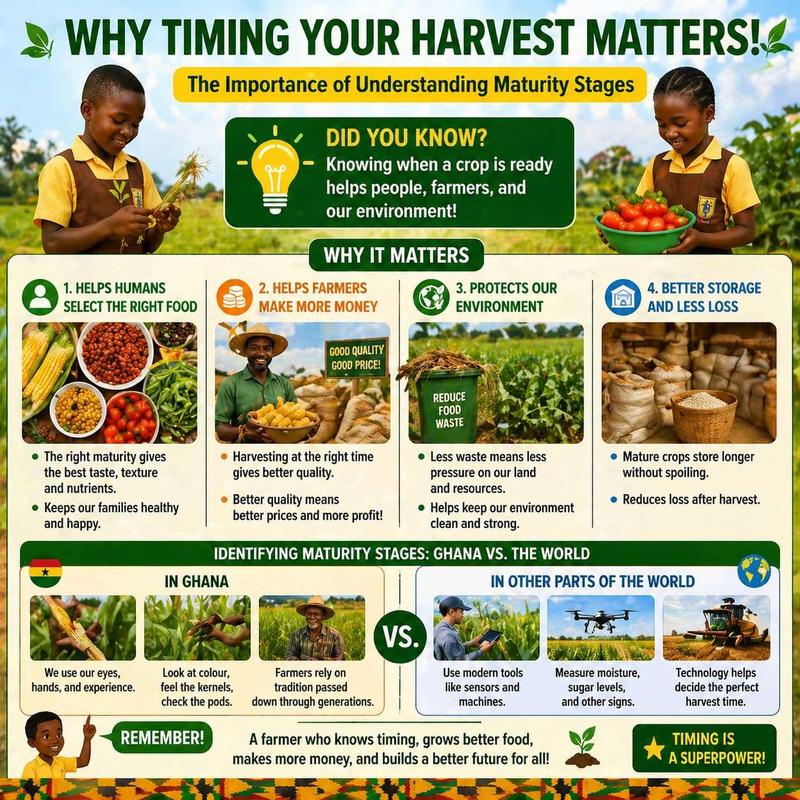 WHY TIMING YOUR HARVEST MATTERS!
The Importance of Understanding Maturity Stages
DID YOU KNOW?
Knowing when a crop is ready
helps people, farmers, and
our environment!
WHY IT MATTERS
1. HELPS HUMANS
SELECT THE RIGHT FOOD
The right maturity gives
the best taste, texture
and nutrients.
Keeps our families healthy
and happy.
2. HELPS FARMERS
MAKE MORE MONEY
GOOD QUALITY
GOOD PRICE!
Harvesting at the right time
gives better quality.
Better quality means
better prices and more profit!
3. PROTECTS OUR
ENVIRONMENT
REDUCE
FOOD
WASTE
Less waste means less
pressure on our land
and resources.
Helps keep our environment
clean and strong.
4. BETTER STORAGE
AND LESS LOSS
Mature crops store longer
without spoiling.
Reduces loss after harvest.
IDENTIFYING MATURITY STAGES: GHANA VS. THE WORLD
IN GHANA
We use our eyes,
hands, and experience.
Look at colour,
feel the kernels,
check the pods.
Farmers rely on
tradition passed
down through generations.
VS.
IN OTHER PARTS OF THE WORLD
Use modern tools
like sensors and
machines.
Measure moisture,
sugar levels,
and other signs.
Technology helps
decide the perfect
harvest time.
REMEMBER!
A farmer who knows timing, grows better food,
makes more money, and builds a better future for all!
TIMING IS
A SUPERPOWER!